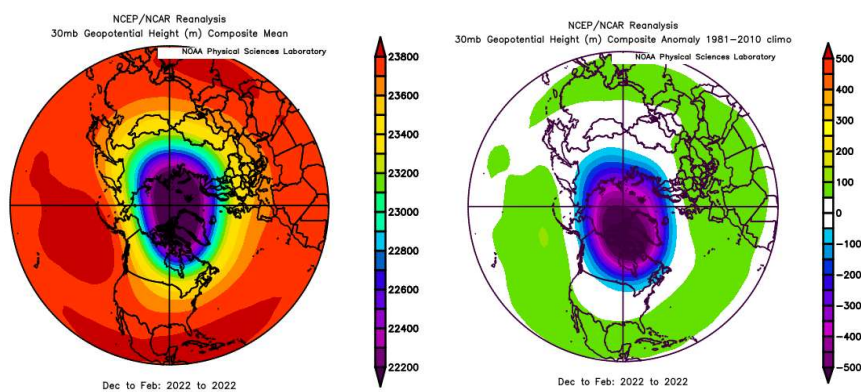 NCEP/NCAR Reanalysis
30mb Geopotential Height (m) Composite Mean
NOAA Physical Sciences Laboratory
23800
23400
23200
23000
22800
22600
22400
22200
Dec to Feb: 2022 to 2022
NCEP/NCAR Reanalysis
30mb Geopotential Height (m) Composite Anomaly 1981-2010 climo
NOAA Physical Sciences Laboratory
500
400
300
200
100
0
-100
-200
-300
-400
-500
Dec to Feb: 2022 to 2022